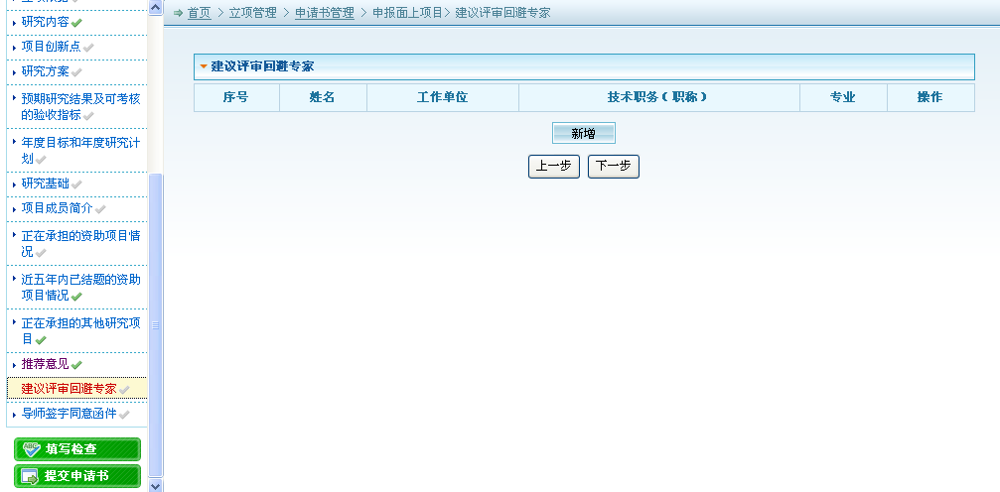 首页 > 立项管理 > 申请书管理 > 申报面上项目> 建议评审回避专家
研究内容
项目创新点
研究方案
预期研究结果及可考核
的验收指标
年度目标和年度研究计
划
研究基础
项目成员简介
正在承担的资助项目情
况
近五年内已结题的资助
项目情况
正在承担的其他研究项
目
推荐意见
建议评审回避专家
导师签字同意函件
ABC 填写检查
提交申请书
建议评审回避专家
序号 姓名 工作单位 技术职务（职称） 专业 操作
新增
上一步 下一步